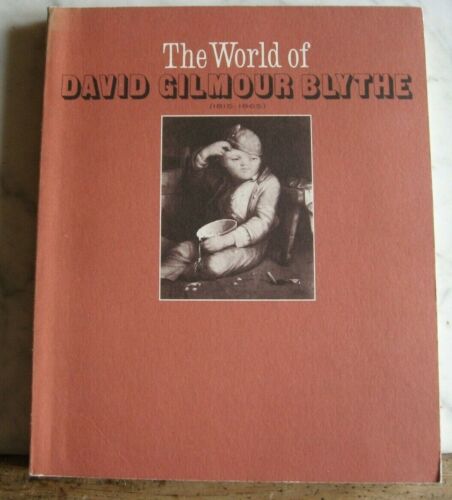 The World of
DAVID GILMOUR BLYTHE
(1815-1865)